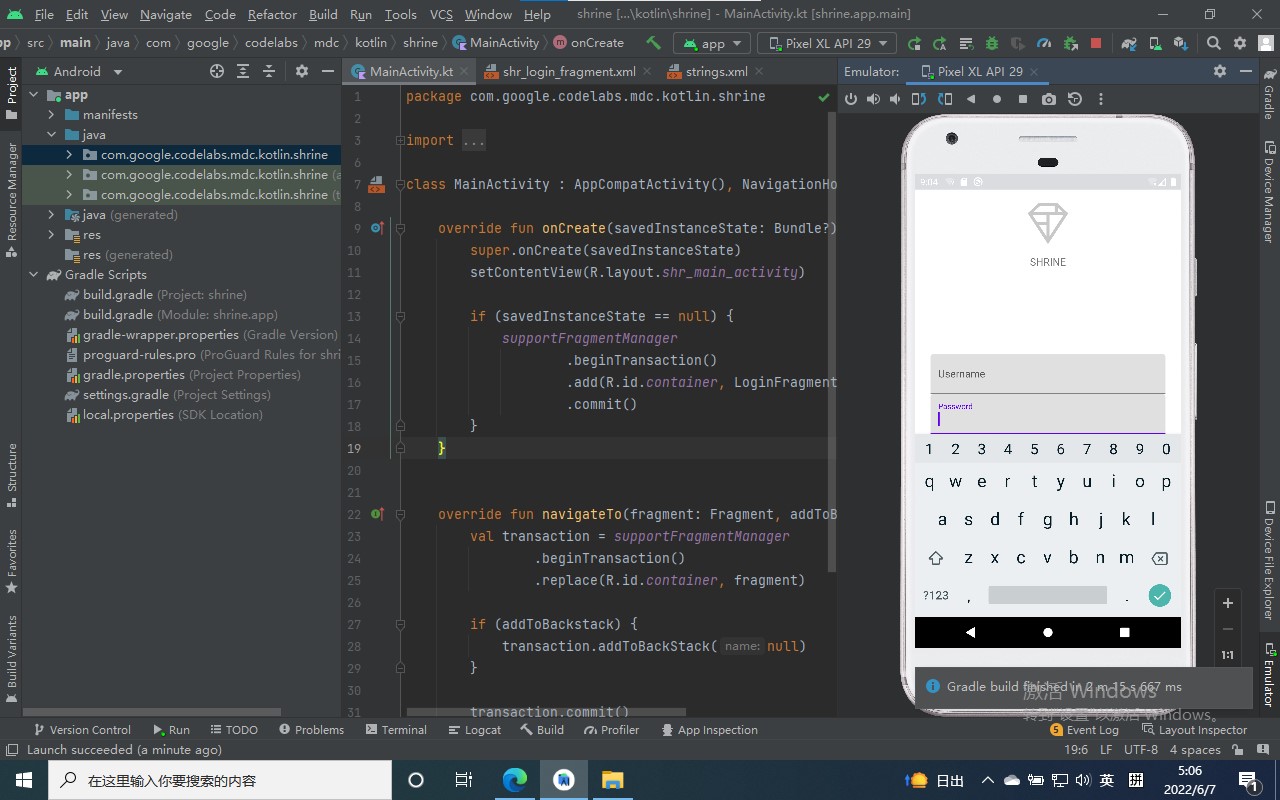 File Edit View Navigate Code Refactor Build Run Tools VCS Window Help shrine [...\kotlin\shrine] - MainActivity.kt [shrine.app.main]
src main java com google codelabs mdc kotlin shrine MainActivity onCreate app Pixel XL API 29
Project
Resource Manager
Structure
Favorites
Build Variants
Android
app
manifests
java
com.google.codelabs.mdc.kotlin.shrine
com.google.codelabs.mdc.kotlin.shrine
com.google.codelabs.mdc.kotlin.shrine
java (generated)
res
res (generated)
Gradle Scripts
build.gradle (Project: shrine)
build.gradle (Module: shrine.app)
gradle-wrapper.properties (Gradle Version)
proguard-rules.pro (ProGuard Rules for shri
gradle.properties (Project Properties)
settings.gradle (Project Settings)
local.properties (SDK Location)
MainActivity.kt shr_login_fragment.xml strings.xml
1 package com.google.codelabs.mdc.kotlin.shrine
2
3 import ...
6
7 class MainActivity : AppCompatActivity(), NavigationHo
8
9 override fun onCreate(savedInstanceState: Bundle?)
10 super.onCreate(savedInstanceState)
11 setContentView(R.layout.shr_main_activity)
12
13 if (savedInstanceState == null) {
14 supportFragmentManager
15 .beginTransaction()
16 .add(R.id.container, LoginFragment
17 .commit()
18 }
19 }
20
21
22 override fun navigateTo(fragment: Fragment, addToB
23 val transaction = supportFragmentManager
24 .beginTransaction()
25 .replace(R.id.container, fragment)
26
27 if (addToBackstack) {
28 transaction.addToBackStack( name: null)
29 }
30
31 transaction.commit()
Emulator: Pixel XL API 29
9:04
SHRINE
Username
Password
1 2 3 4 5 6 7 8 9 0
q w e r t y u i o p
a s d f g h j k l
z x c v b n m
?123 , .
1:1
Gradle build finished in 2 m 15 s 667 ms
激活 Windows
转到"设置"以激活 Windows。
Gradle
Device Manager
Device File Explorer
Emulator
Version Control Run TODO Problems Terminal Logcat Build Profiler App Inspection 5 Event Log Layout Inspector
Launch succeeded (a minute ago) 19:6 LF UTF-8 4 spaces
在这里输入你要搜索的内容 日出 英 拼 5:06
2022/6/7 1